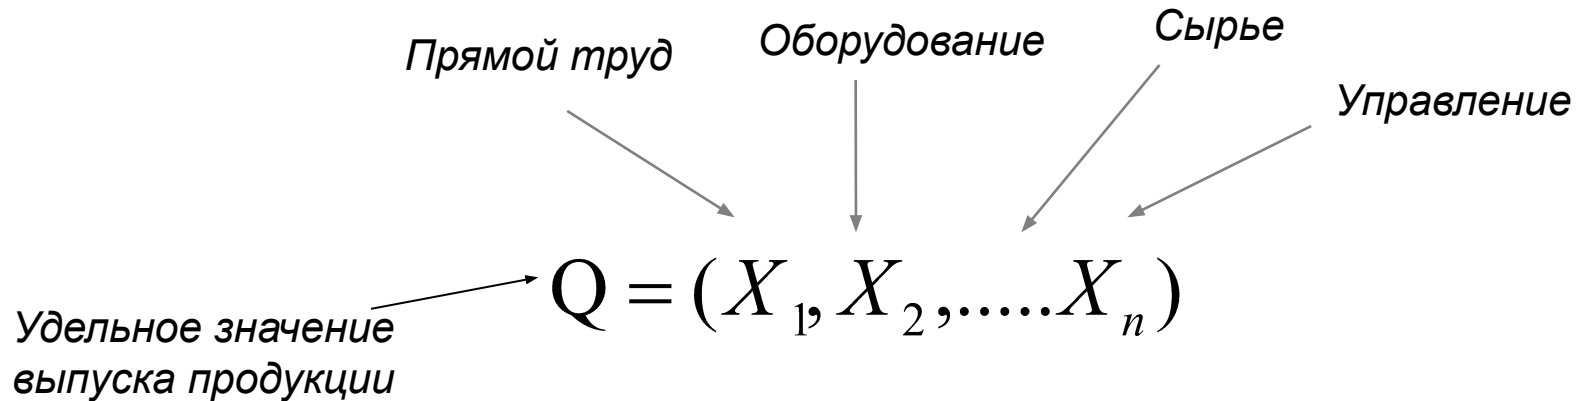 Прямой труд
Оборудование
Сырье
Управление
Q = (X₁, X₂,.....Xₙ)
Удельное значение
выпуска продукции